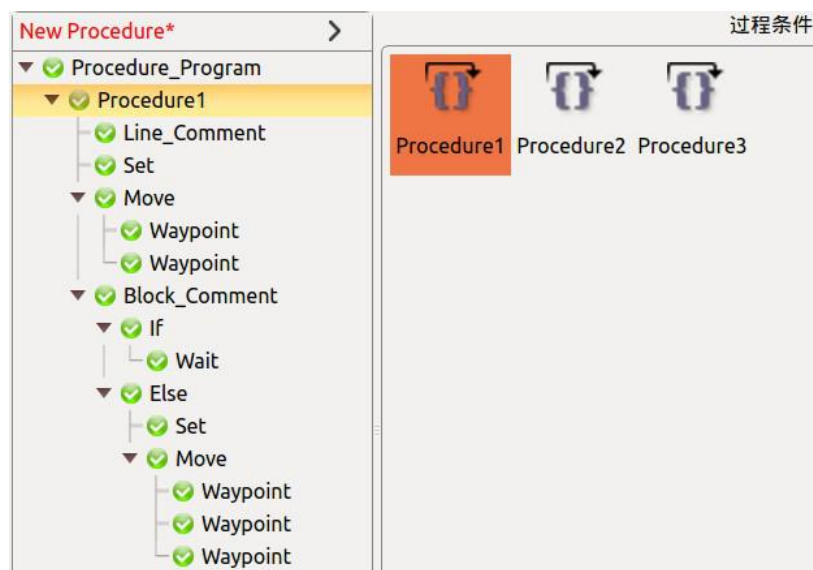 New Procedure*
Procedure_Program
Procedure1
Line_Comment
Set
Move
Waypoint
Waypoint
Block_Comment
If
Wait
Else
Set
Move
Waypoint
Waypoint
Waypoint
过程条件
Procedure1 Procedure2 Procedure3